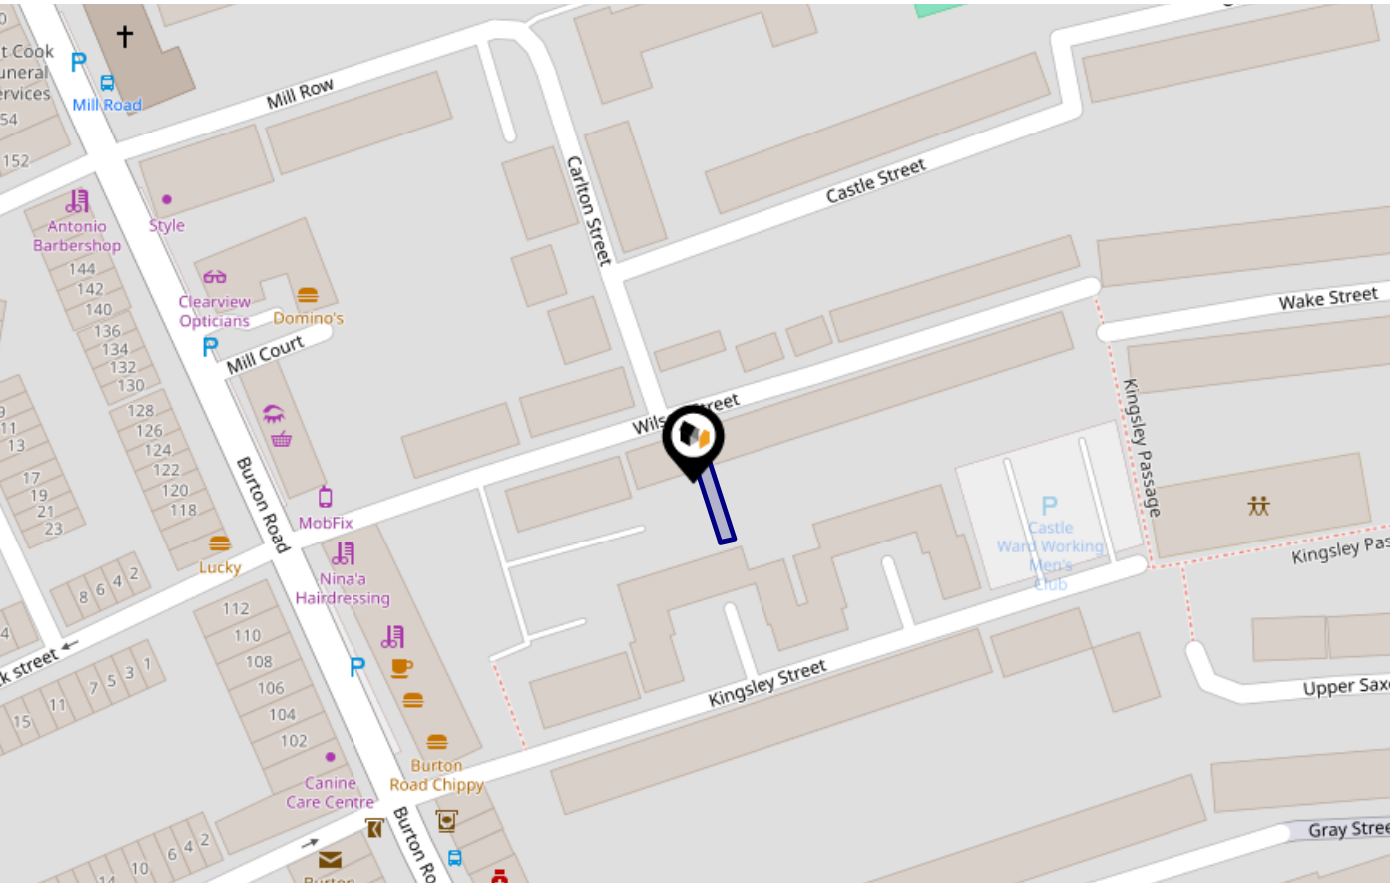 t Cook
uneral
ervices
54
152
Mill Road
Mill Row
Carlton Street
Castle Street
Antonio
Barbershop
Style
144
142
140
136
134
132
130
Clearview
Opticians
Domino's
Mill Court
Wake Street
128
126
124
122
120
118
9
11
13
17
19
21
23
Kingsley Passage
Burton Road
MobFix
Lucky
Castle
Ward Working
Men's
Club
Kingsley Pas
Nina'a
Hairdressing
8 6 4 2
4
k street
112
110
108
106
104
102
15
11
7 5 3 1
Kingsley Street
Upper Saxo
Burton
Road Chippy
Canine
Care Centre
Burton Ro
Gray Stree
6 4 2
10
14
Burton